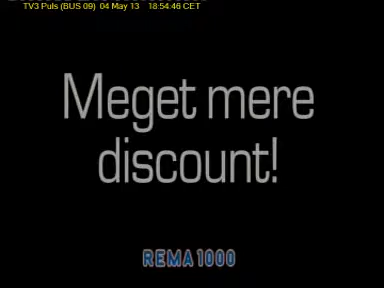 TV3 Puls (BUS 09) 04 May 13 18:54:46 CET
Meget mere
discount!
REMA 1000